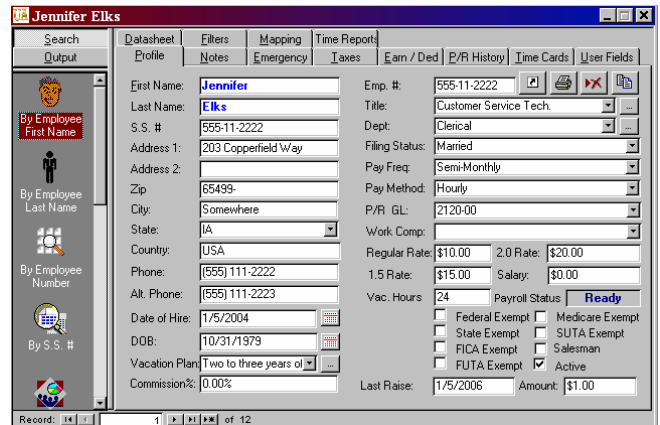 UA Jennifer Elks
Search
Output
Datasheet Filters Mapping Time Reports
Profile Notes Emergency Taxes Earn / Ded P/R History Time Cards User Fields
By Employee
First Name
By Employee
Last Name
By Employee
Number
By S.S. #
First Name: Jennifer
Last Name: Elks
S.S. # 555-11-2222
Address 1: 203 Copperfield Way
Address 2:
Zip 65499-
City: Somewhere
State: IA
Country: USA
Phone: (555) 111-2222
Alt. Phone: (555) 111-2223
Date of Hire: 1/5/2004
DOB: 10/31/1979
Vacation Plan: Two to three years of ...
Commission%: 0.00%
Emp. #: 555-11-2222
Title: Customer Service Tech. ...
Dept: Clerical ...
Filing Status: Married
Pay Freq: Semi-Monthly
Pay Method: Hourly
P/R GL: 2120-00
Work Comp:
Regular Rate: $10.00 2.0 Rate: $20.00
1.5 Rate: $15.00 Salary: $0.00
Vac. Hours 24 Payroll Status Ready
Federal Exempt Medicare Exempt
State Exempt SUTA Exempt
FICA Exempt Salesman
FUTA Exempt Active
Last Raise: 1/5/2006 Amount: $1.00
Record: 1 of 12